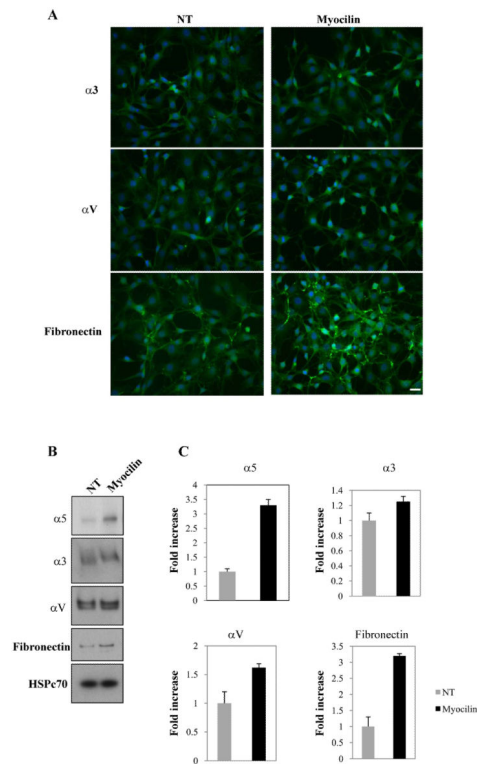 A
NT Myocilin
α3
αV
Fibronectin
B
NT Myocilin
α5
α3
αV
Fibronectin
HSPc70
C
α5
Fold increase
4
3.5
3
2.5
2
1.5
1
0.5
0
α3
Fold increase
1.4
1.2
1
0.8
0.6
0.4
0.2
0
αV
Fold increase
2
1.5
1
0.5
0
Fibronectin
Fold increase
3.5
3
2.5
2
1.5
1
0.5
0
NT
Myocilin